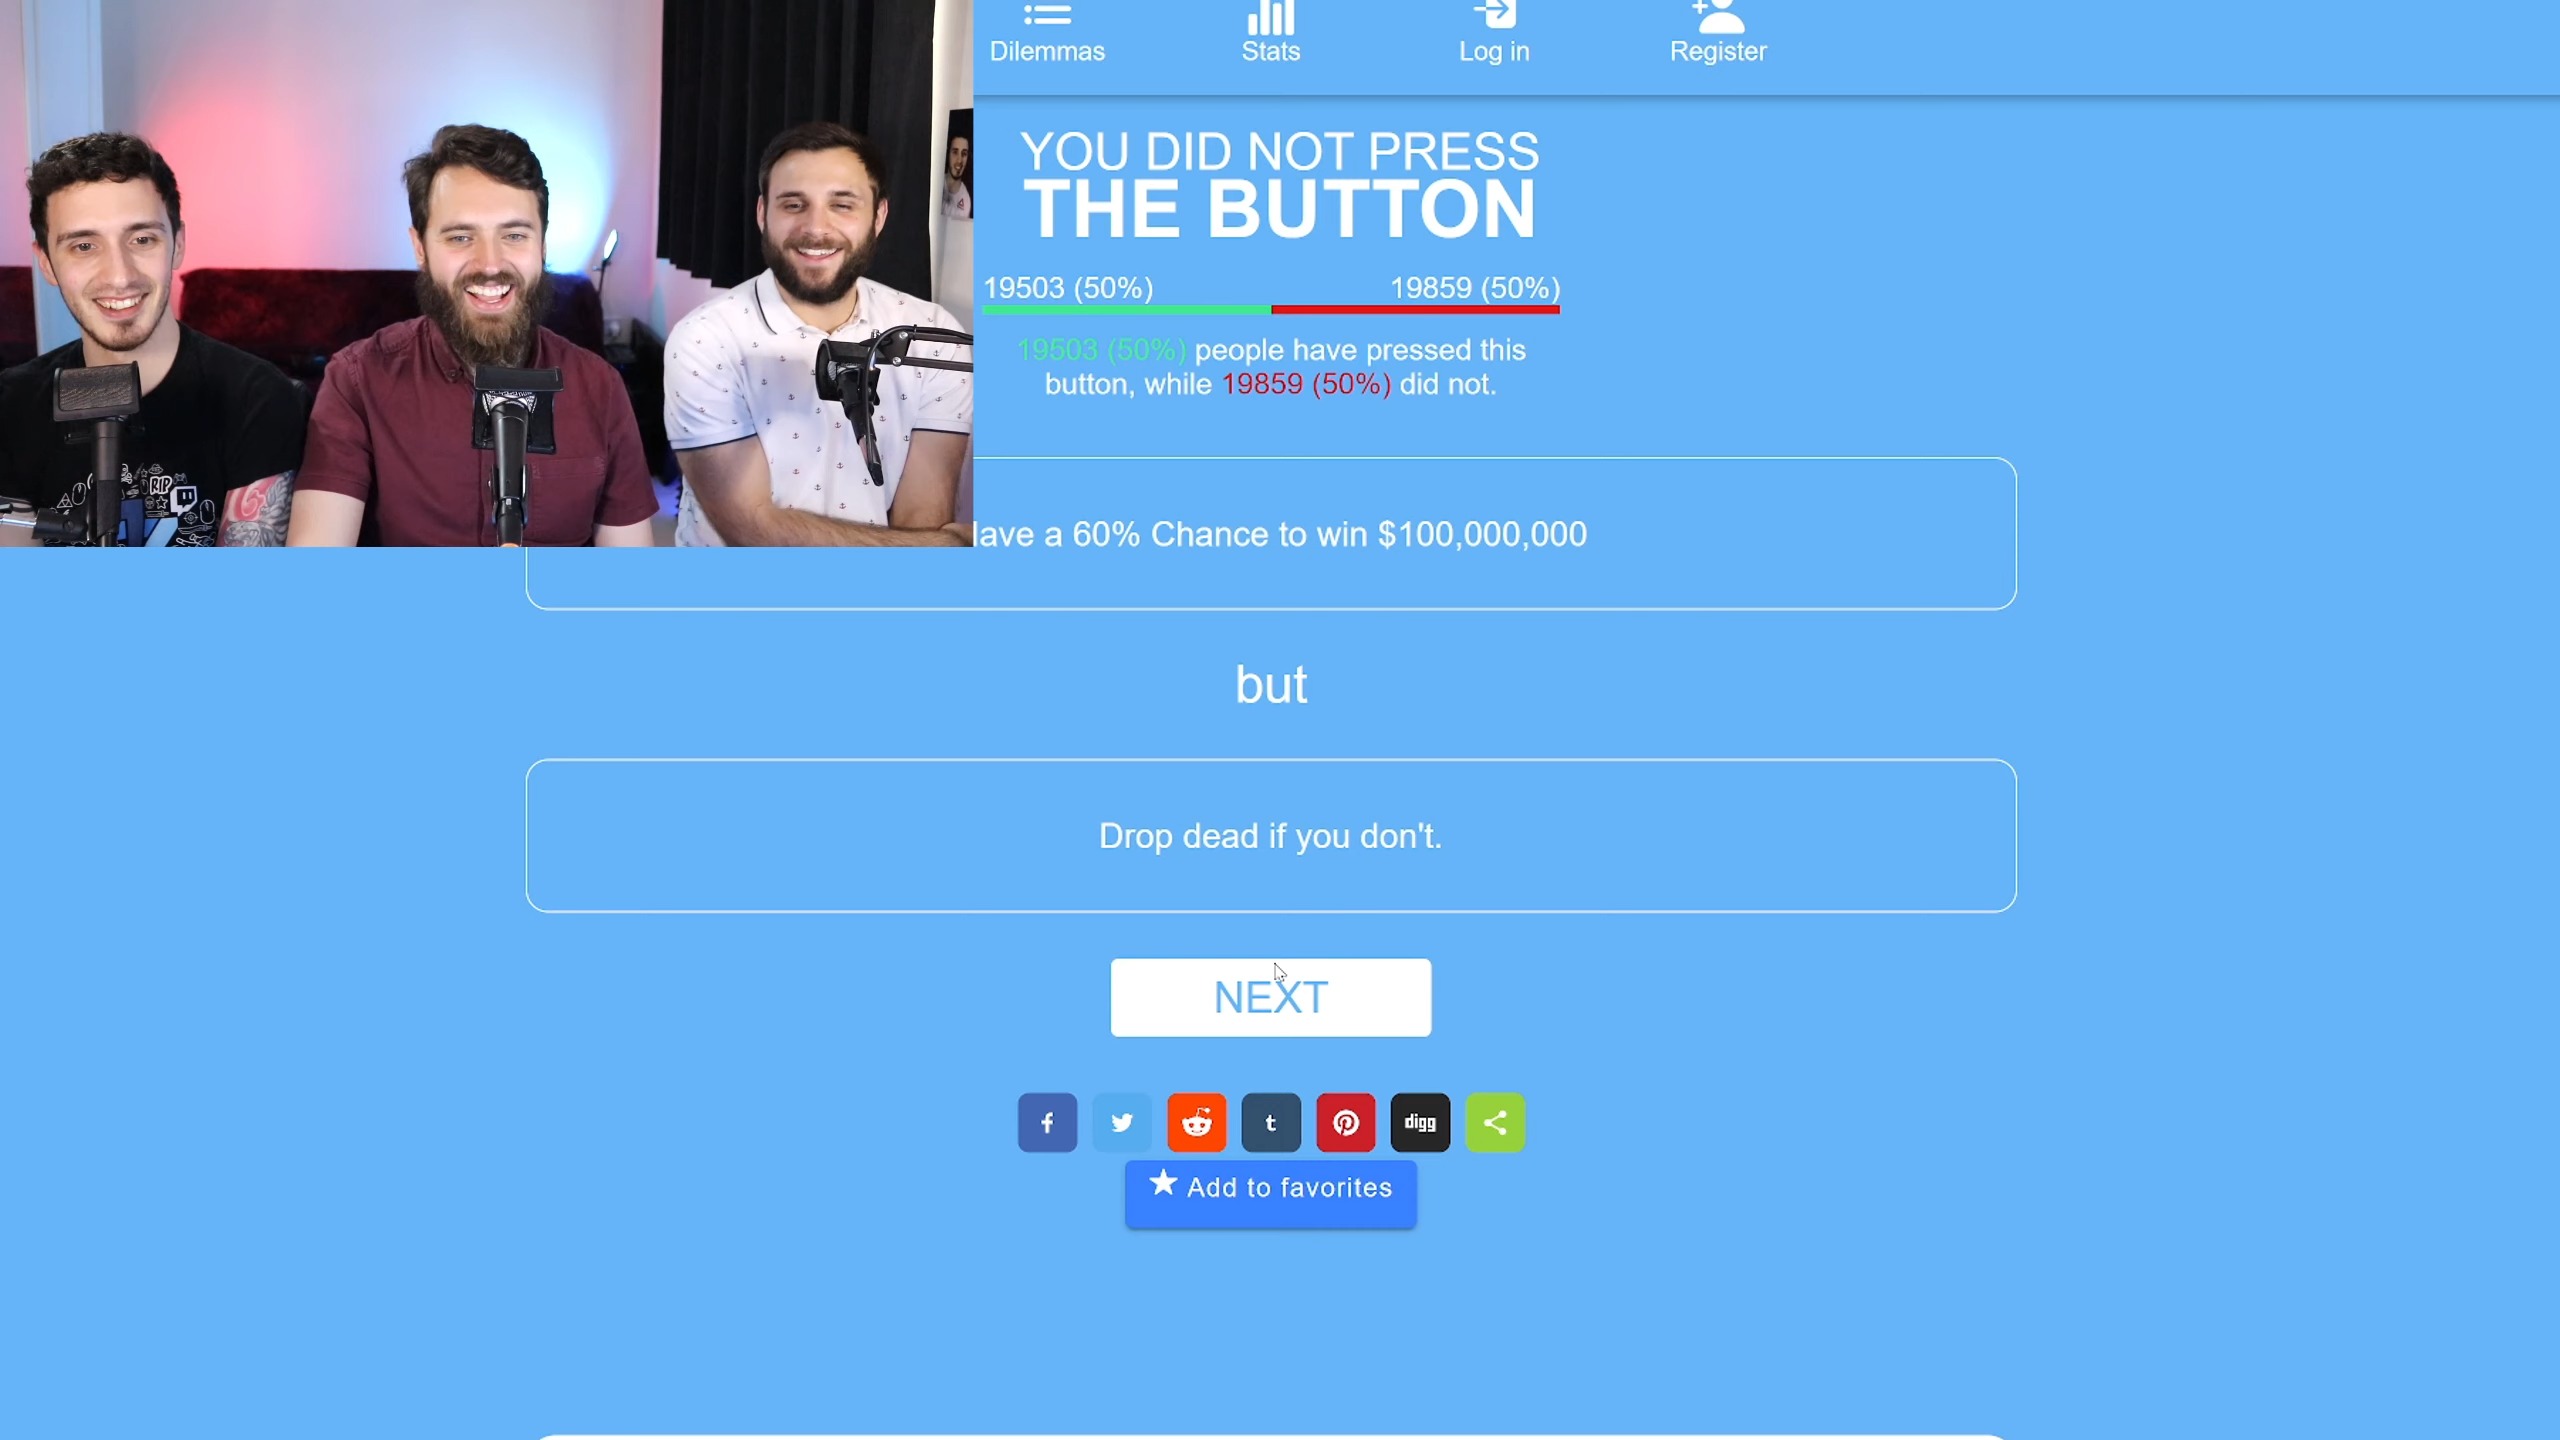 Dilemmas
Stats
Log in
Register
YOU DID NOT PRESS
THE BUTTON
19503 (50%)
19859 (50%)
19503 (50%) people have pressed this
button, while 19859 (50%) did not.
a 60% Chance to win $100,000,000
but
Drop dead if you don't.
NEXT
f
t
digg
Add to favorites
RIP